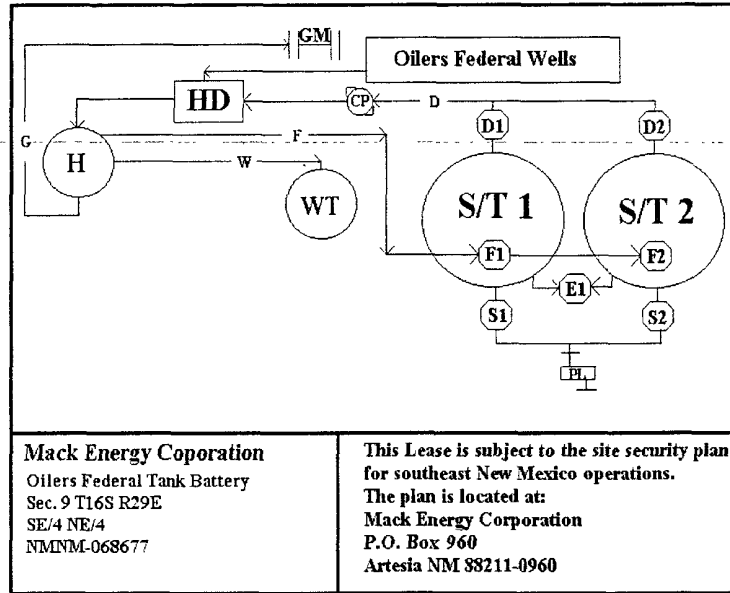 GM
Oilers Federal Wells
HD
CP
D
D1
D2
G
H
F
W
WT
S/T 1
S/T 2
F1
F2
E1
S1
S2
PL
Mack Energy Coporation
Oilers Federal Tank Battery
Sec. 9 T16S R29E
SE/4 NE/4
NMNM-068677
This Lease is subject to the site security plan
for southeast New Mexico operations.
The plan is located at:
Mack Energy Corporation
P.O. Box 960
Artesia NM 88211-0960